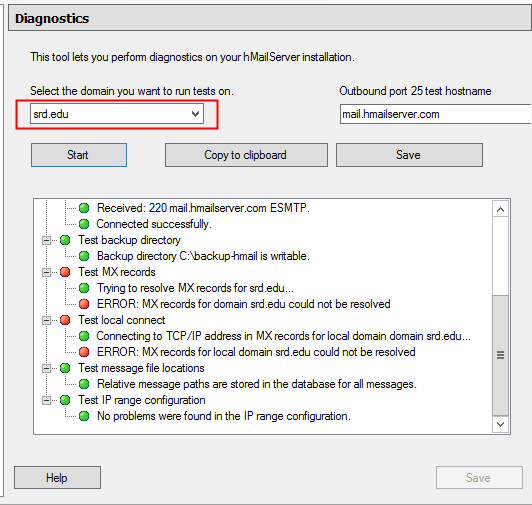 Diagnostics
This tool lets you perform diagnostics on your hMailServer installation.
Select the domain you want to run tests on.
Outbound port 25 test hostname
srd.edu
mail.hmailserver.com
Start
Copy to clipboard
Save
Received: 220 mail.hmailserver.com ESMTP.
Connected successfully.
Test backup directory
Backup directory C:\backup-hmail is writable.
Test MX records
Trying to resolve MX records for srd.edu...
ERROR: MX records for domain srd.edu could not be resolved
Test local connect
Connecting to TCP/IP address in MX records for local domain domain srd.edu...
ERROR: MX records for local domain srd.edu could not be resolved
Test message file locations
Relative message paths are stored in the database for all messages.
Test IP range configuration
No problems were found in the IP range configuration.
Help
Save